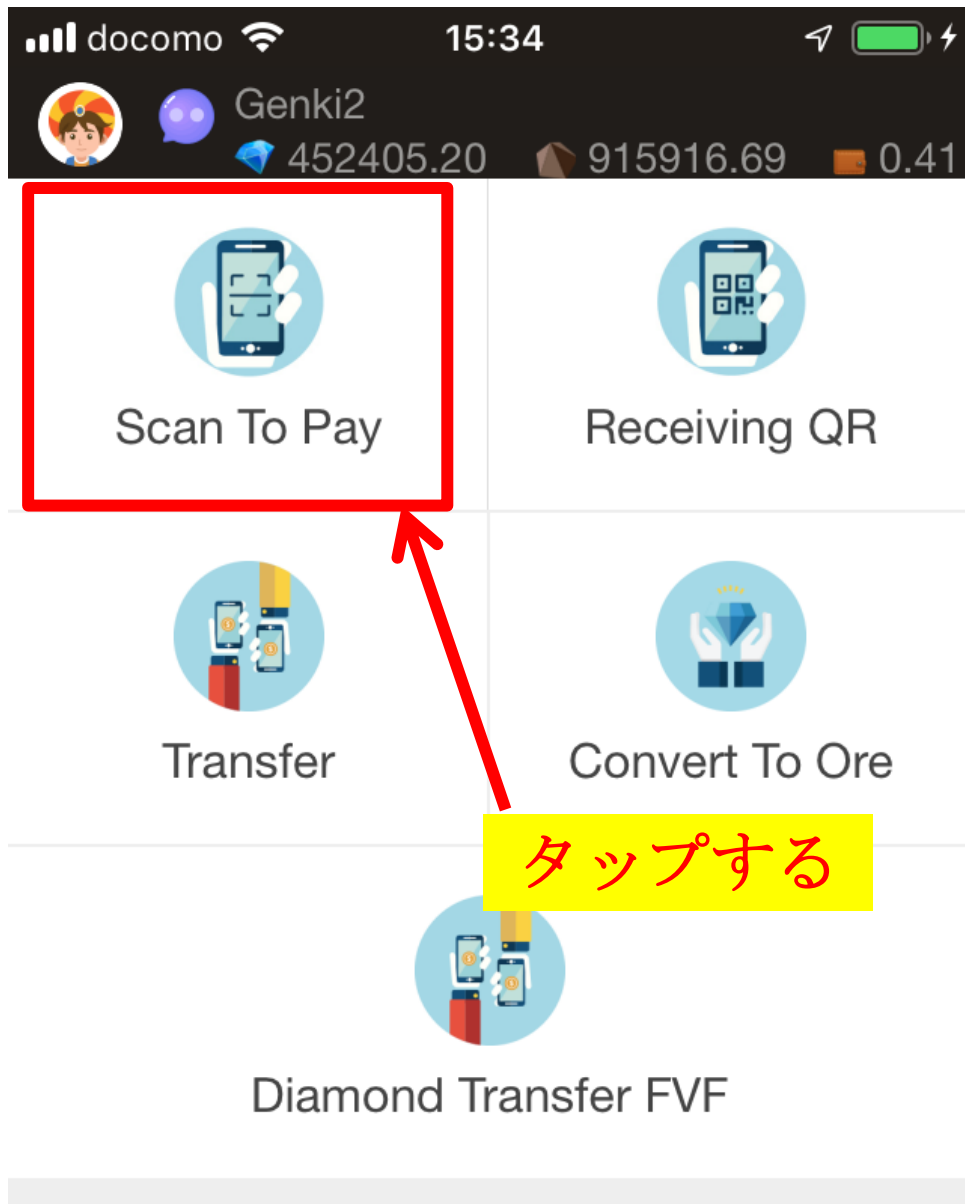 docomo 15:34
Genki2
452405.20 915916.69 0.41
Scan To Pay
Receiving QR
Transfer
Convert To Ore
タップする
Diamond Transfer FVF